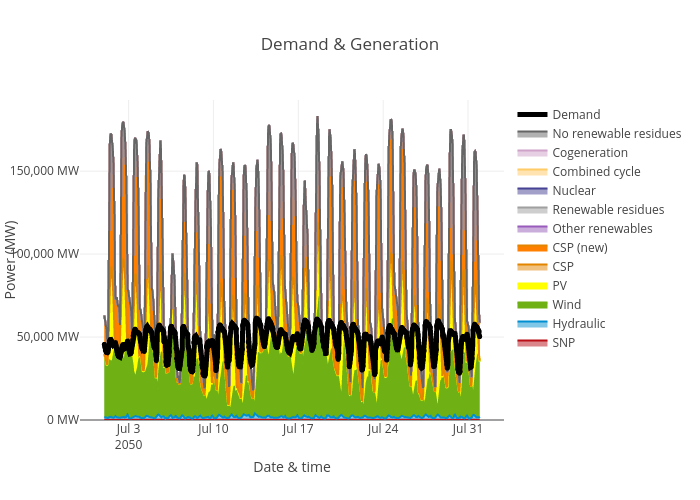 Demand & Generation
Power (MW)
150,000 MW
100,000 MW
50,000 MW
0 MW
Jul 3
2050
Jul 10
Jul 17
Jul 24
Jul 31
Date & time
Demand
No renewable residues
Cogeneration
Combined cycle
Nuclear
Renewable residues
Other renewables
CSP (new)
CSP
PV
Wind
Hydraulic
SNP